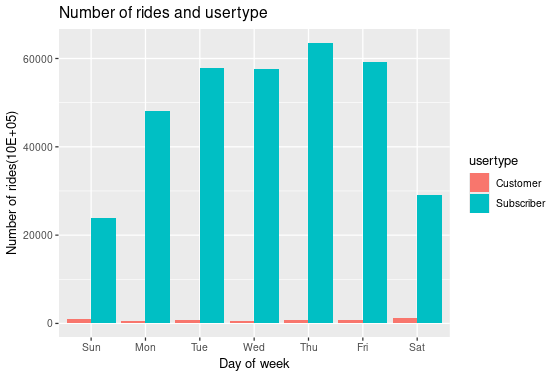 Number of rides and usertype
Number of rides(10E+05)
60000
40000
20000
0
Sun Mon Tue Wed Thu Fri Sat
Day of week
usertype
Customer
Subscriber